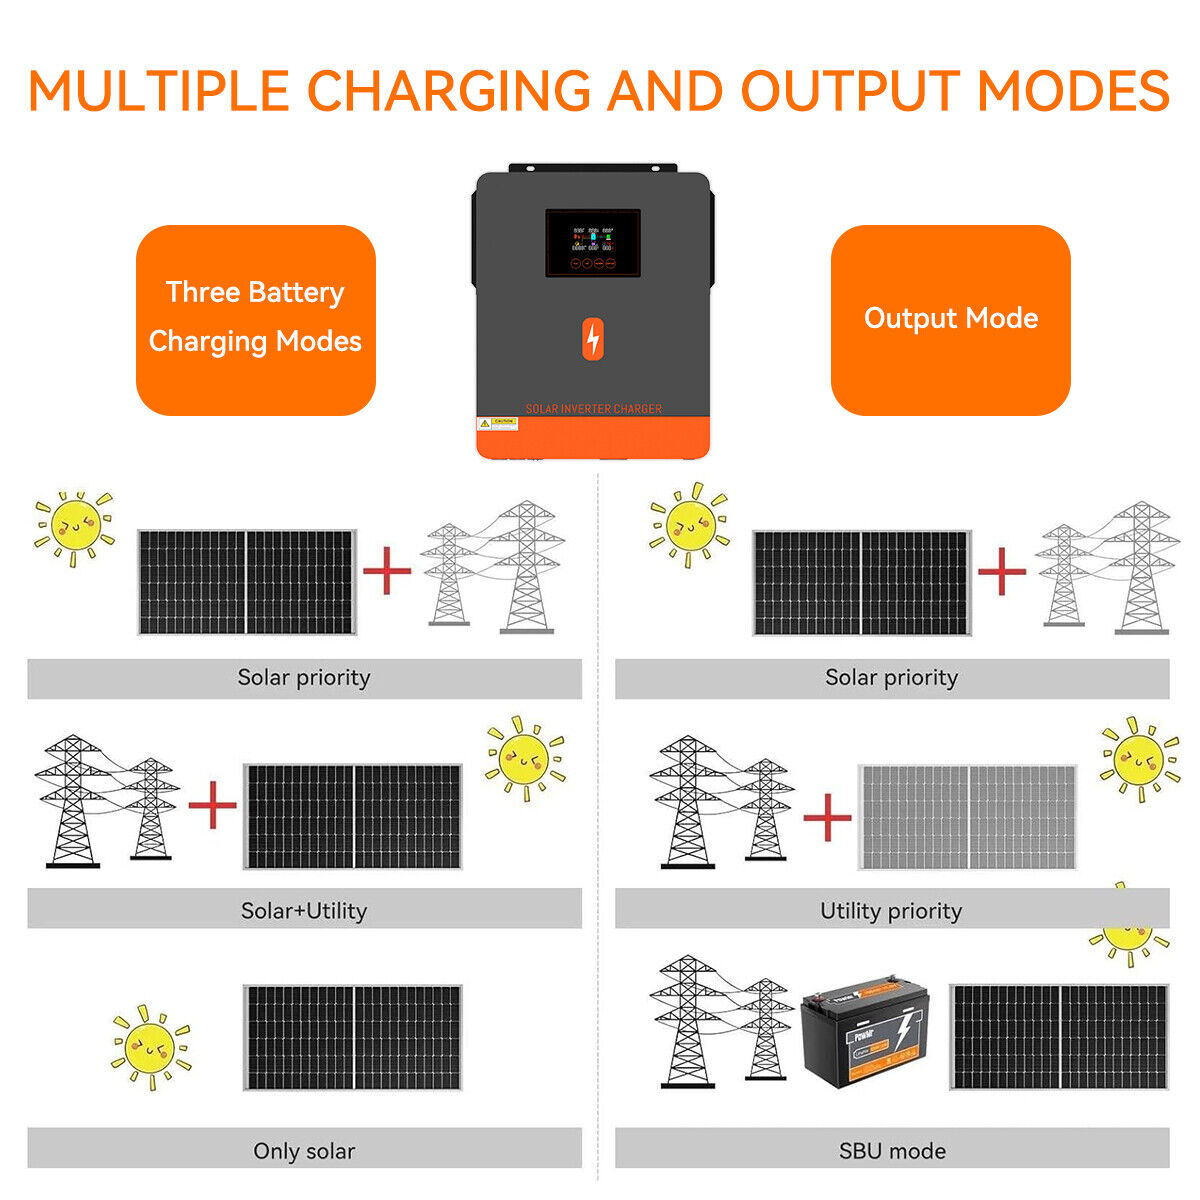 MULTIPLE CHARGING AND OUTPUT MODES
Three Battery
Charging Modes
Output Mode
SOLAR INVERTER CHARGER
CAUTION
Solar priority
Solar priority
Solar+Utility
Utility priority
PowMr
Only solar
SBU mode